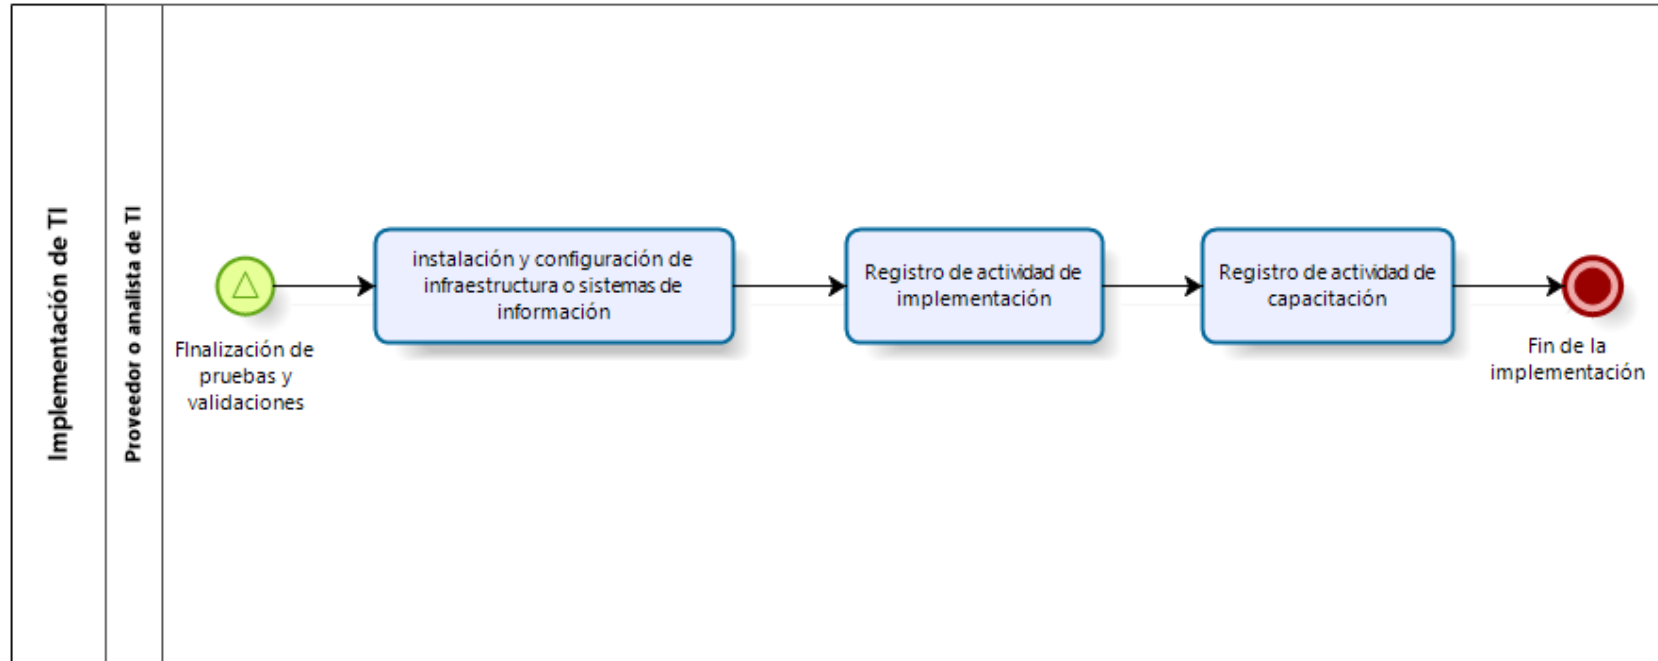 Implementación de TI
Proveedor o analista de TI
FInalización de
pruebas y
validaciones
instalación y configuración de
infraestructura o sistemas de
información
Registro de actividad de
implementación
Registro de actividad de
capacitación
Fin de la
implementación